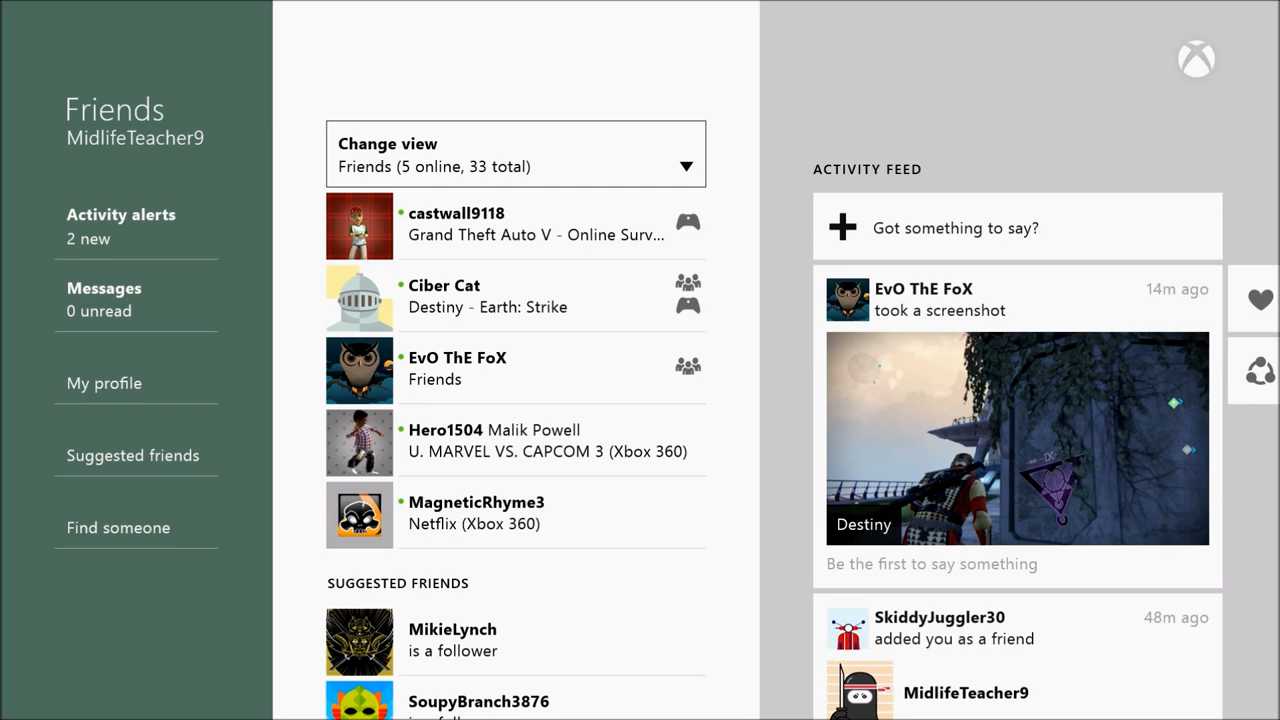 Friends
MidlifeTeacher9
Activity alerts
2 new
Messages
0 unread
My profile
Suggested friends
Find someone
Change view
Friends (5 online, 33 total)
castwall9118
Grand Theft Auto V - Online Surv...
Ciber Cat
Destiny - Earth: Strike
EvO ThE FoX
Friends
Hero1504 Malik Powell
U. MARVEL VS. CAPCOM 3 (Xbox 360)
MagneticRhyme3
Netflix (Xbox 360)
SUGGESTED FRIENDS
MikieLynch
is a follower
SoupyBranch3876
ACTIVITY FEED
Got something to say?
EvO ThE FoX
14m ago
took a screenshot
Destiny
Be the first to say something
SkiddyJuggler30
48m ago
added you as a friend
MidlifeTeacher9